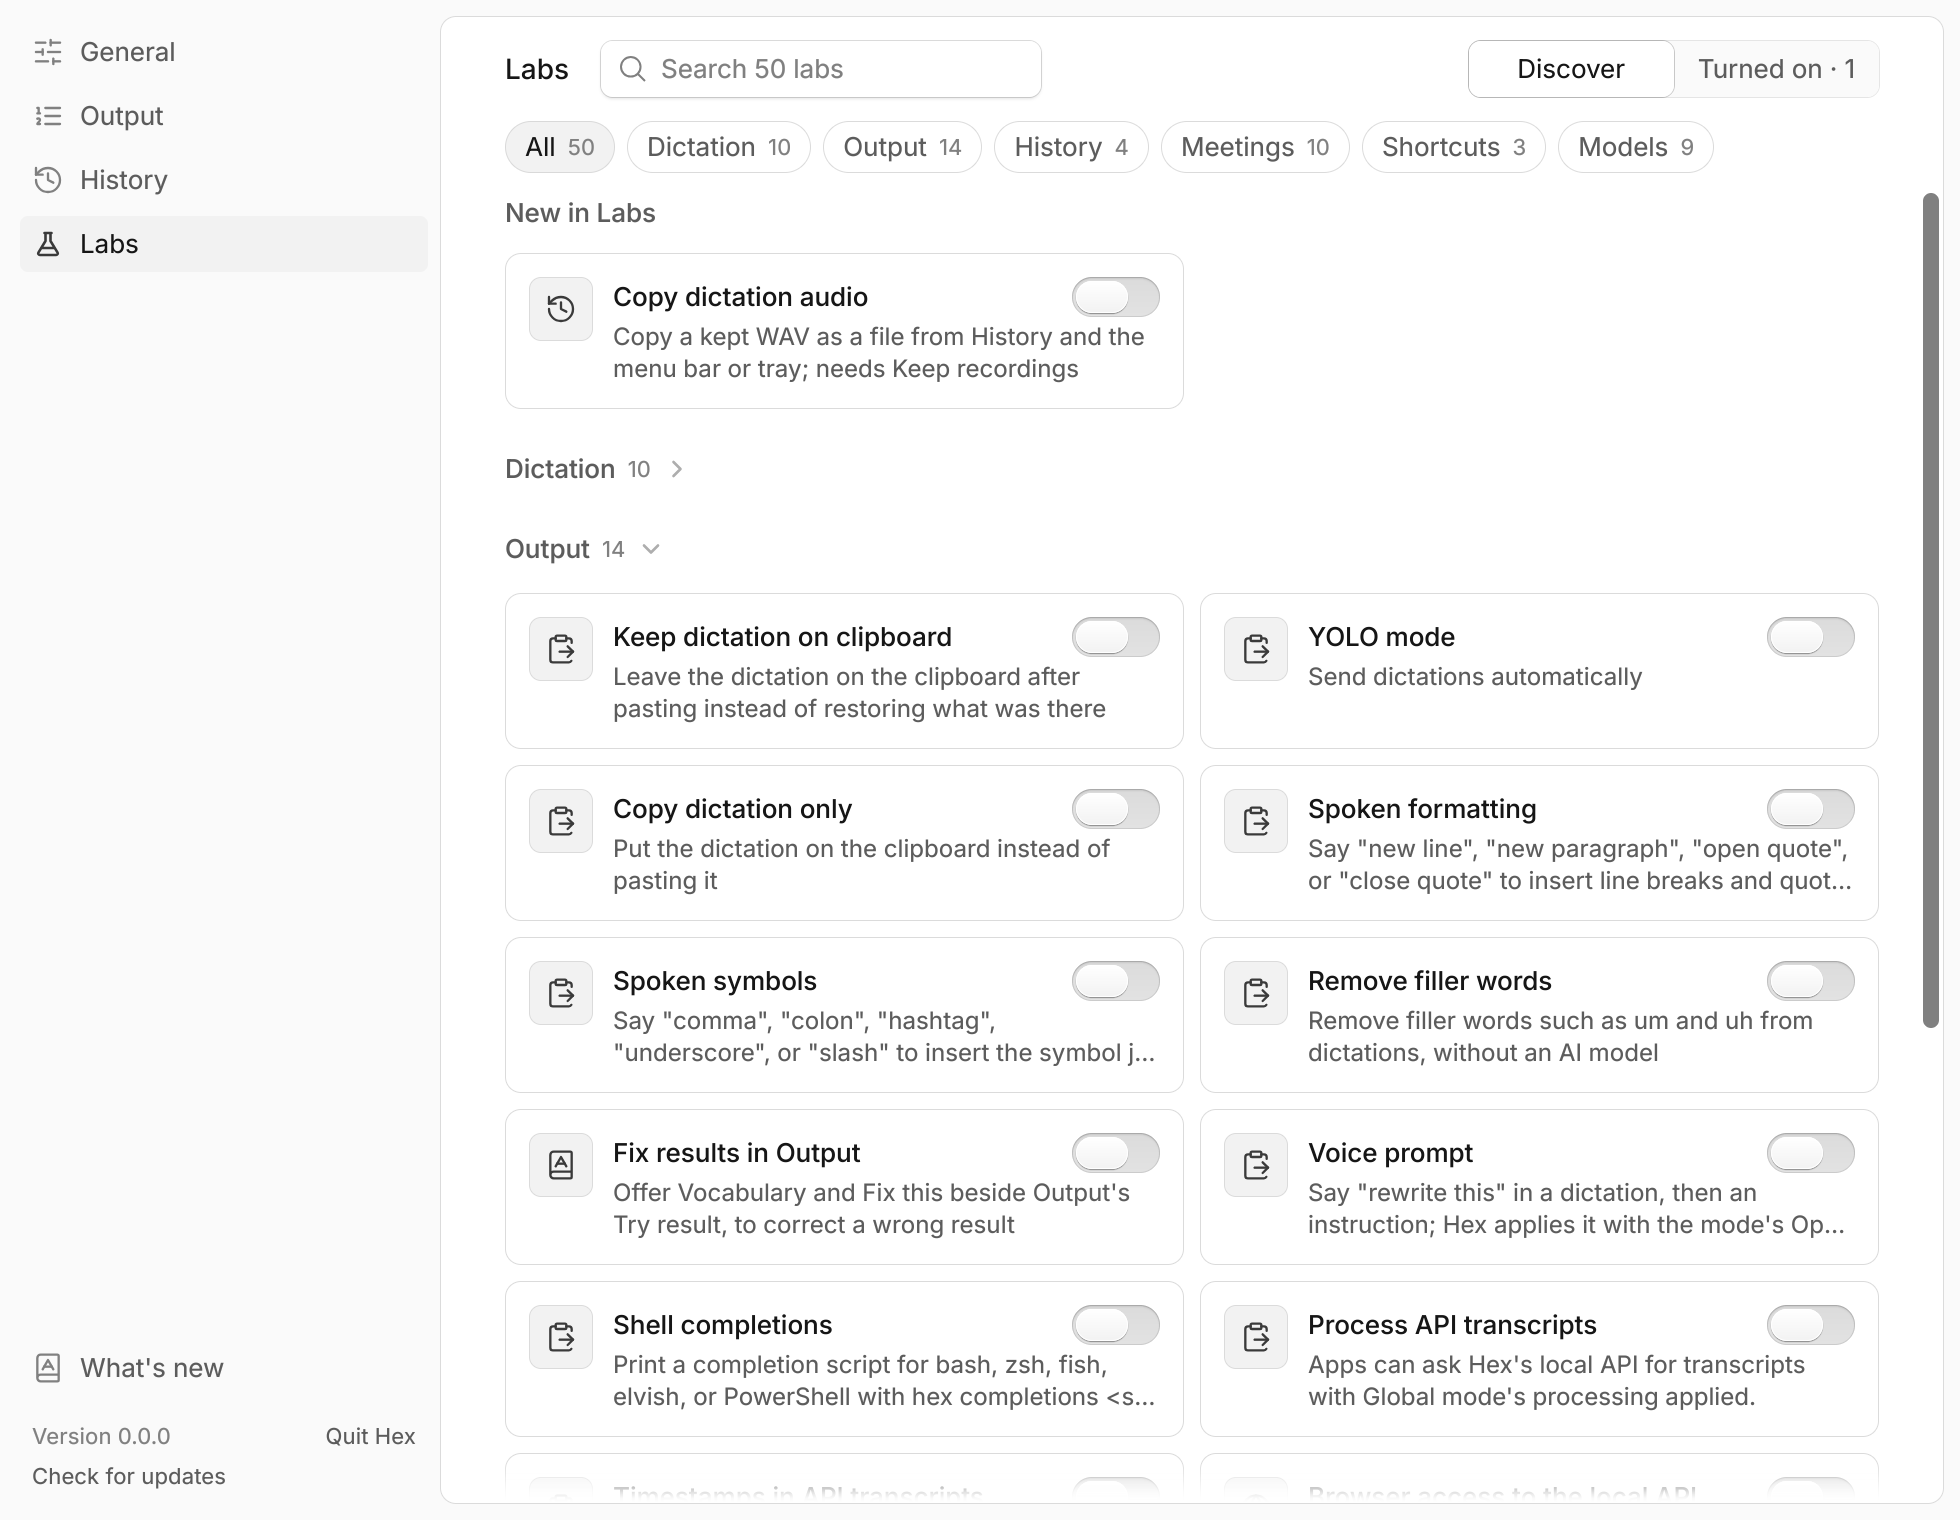 General
Output
History
Labs
What's new
Version 0.0.0
Quit Hex
Check for updates
Labs
Search 50 labs
Discover
Turned on · 1
All 50
Dictation 10
Output 14
History 4
Meetings 10
Shortcuts 3
Models 9
New in Labs
Copy dictation audio
Copy a kept WAV as a file from History and the
menu bar or tray; needs Keep recordings
Dictation 10
Output 14
Keep dictation on clipboard
Leave the dictation on the clipboard after
pasting instead of restoring what was there
YOLO mode
Send dictations automatically
Copy dictation only
Put the dictation on the clipboard instead of
pasting it
Spoken formatting
Say "new line", "new paragraph", "open quote",
or "close quote" to insert line breaks and quot...
Spoken symbols
Say "comma", "colon", "hashtag",
"underscore", or "slash" to insert the symbol j...
Remove filler words
Remove filler words such as um and uh from
dictations, without an AI model
Fix results in Output
Offer Vocabulary and Fix this beside Output's
Try result, to correct a wrong result
Voice prompt
Say "rewrite this" in a dictation, then an
instruction; Hex applies it with the mode's Op...
Shell completions
Print a completion script for bash, zsh, fish,
elvish, or PowerShell with hex completions <s...
Process API transcripts
Apps can ask Hex's local API for transcripts
with Global mode's processing applied.
Timestamps in API transcripts
Browser access to the local API